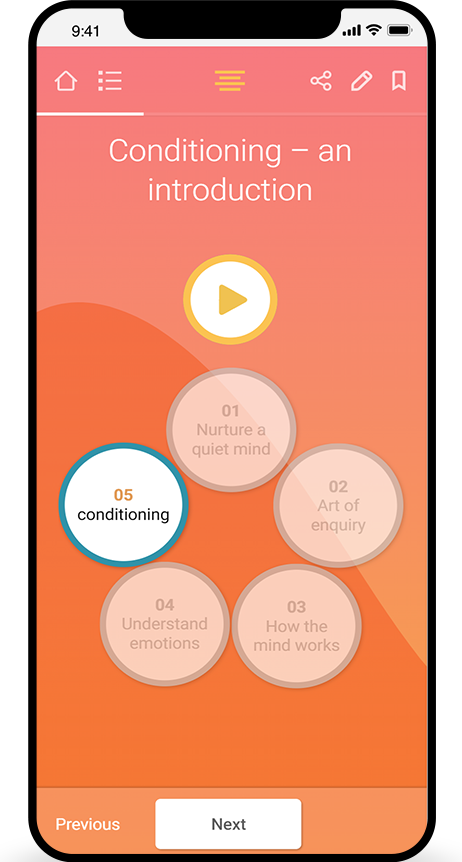 9:41
Conditioning – an
introduction
01
Nurture a
quiet mind
02
Art of
enquiry
03
How the
mind works
04
Understand
emotions
05
conditioning
Previous
Next